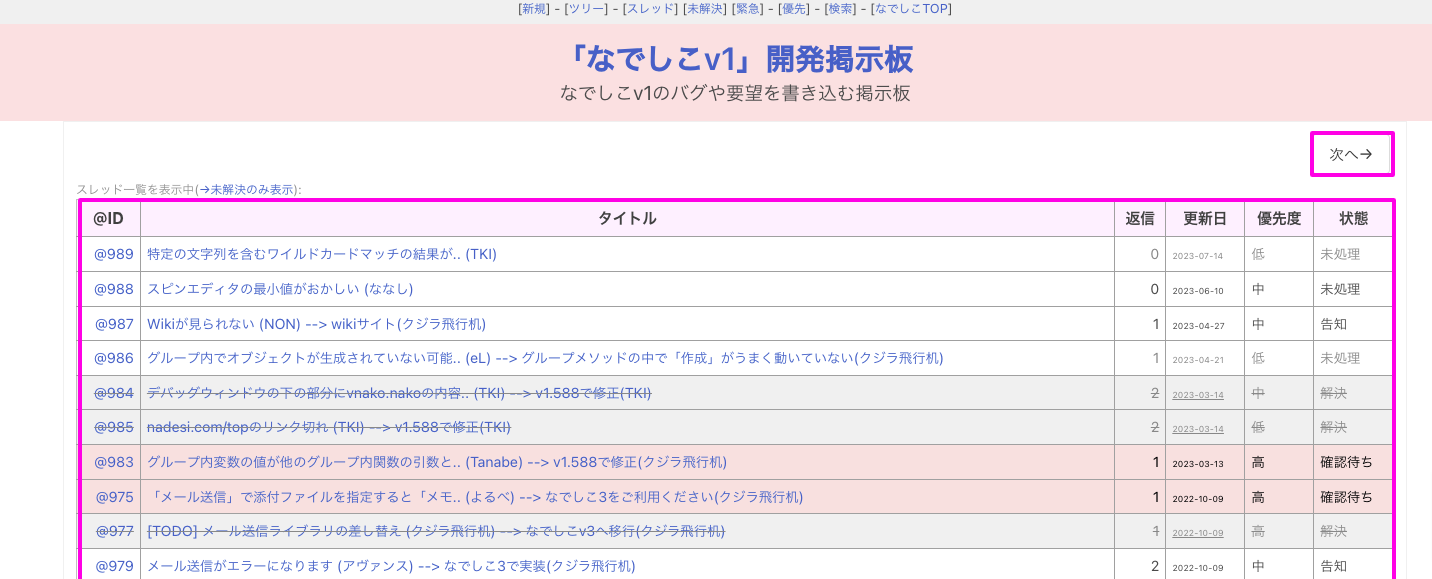 [新規] - [ツリー] - [スレッド] [未解決] [緊急] - [優先] - [検索] - [なでしこTOP]
「なでしこv1」開発掲示板
なでしこv1のバグや要望を書き込む掲示板
次へ→
スレッド一覧を表示中(→未解決のみ表示):
@ID タイトル 返信 更新日 優先度 状態
@989 特定の文字列を含むワイルドカードマッチの結果が.. (TKI) 0 2023-07-14 低 未処理
@988 スピンエディタの最小値がおかしい (ななし) 0 2023-06-10 中 未処理
@987 Wikiが見られない (NON) --> wikiサイト(クジラ飛行机) 1 2023-04-27 中 告知
@986 グループ内でオブジェクトが生成されていない可能.. (eL) --> グループメソッドの中で「作成」がうまく動いていない(クジラ飛行机) 1 2023-04-21 低 未処理
@984 デバッグウィンドウの下の部分にvnako.nakoの内容.. (TKI) --> v1.588で修正(TKI) 2 2023-03-14 中 解決
@985 nadesi.com/topのリンク切れ (TKI) --> v1.588で修正(TKI) 2 2023-03-14 低 解決
@983 グループ内変数の値が他のグループ内関数の引数と.. (Tanabe) --> v1.588で修正(クジラ飛行机) 1 2023-03-13 高 確認待ち
@975 「メール送信」で添付ファイルを指定すると「メモ.. (よるべ) --> なでしこ3をご利用ください(クジラ飛行机) 1 2022-10-09 高 確認待ち
@977 [TODO] メール送信ライブラリの差し替え (クジラ飛行机) --> なでしこv3へ移行(クジラ飛行机) 1 2022-10-09 高 解決
@979 メール送信がエラーになります (アヴァンス) --> なでしこ3で実装(クジラ飛行机) 2 2022-10-09 中 告知